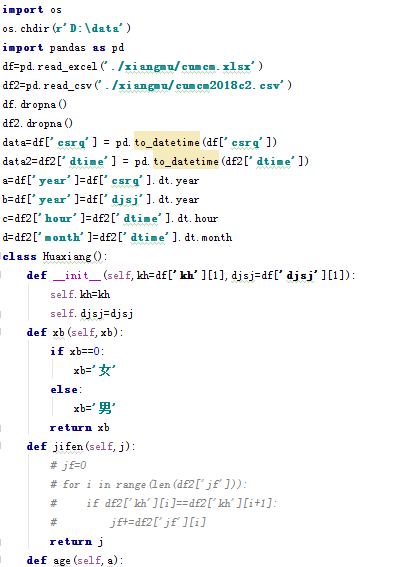 import os
os.chdir(r'D:\data')
import pandas as pd
df=pd.read_excel('./xiangmu/cumcm.xlsx')
df2=pd.read_csv('./xiangmu/cumcm2018c2.csv')
df.dropna()
df2.dropna()
data=df['csrq'] = pd.to_datetime(df['csrq'])
data2=df2['dtime'] = pd.to_datetime(df2['dtime'])
a=df['year']=df['csrq'].dt.year
b=df['year']=df['djsj'].dt.year
c=df2['hour']=df2['dtime'].dt.hour
d=df2['month']=df2['dtime'].dt.month
class Huaxiang():
    def __init__(self,kh=df['kh'][1],djsj=df['djsj'][1]):
        self.kh=kh
        self.djsj=djsj
    def xb(self,xb):
        if xb==0:
            xb='女'
        else:
            xb='男'
        return xb
    def jifen(self,j):
        # jf=0
        # for i in range(len(df2['jf'])):
        #     if df2['kh'][i]==df2['kh'][i+1]:
        #         jf+=df2['jf'][i]
        return j
    def age(self,a):